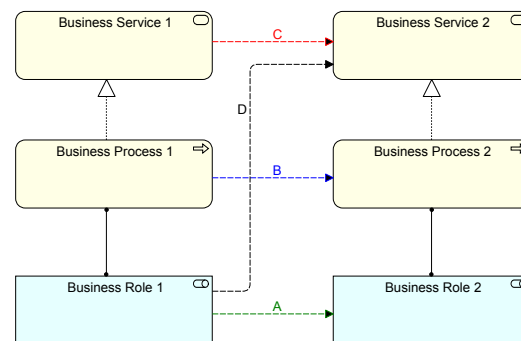 Business Service 1
Business Service 2
C
D
Business Process 1
Business Process 2
B
Business Role 1
Business Role 2
A